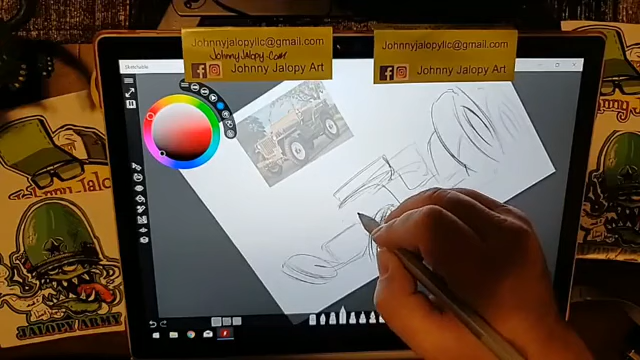 Johnnyjalopyllc@gmail.com
Johnnyjalopy.com
Johnny Jalopy Art
Johnnyjalopyllc@gmail.com
Johnny Jalopy Art
Sketchable
JALOPY ARMY